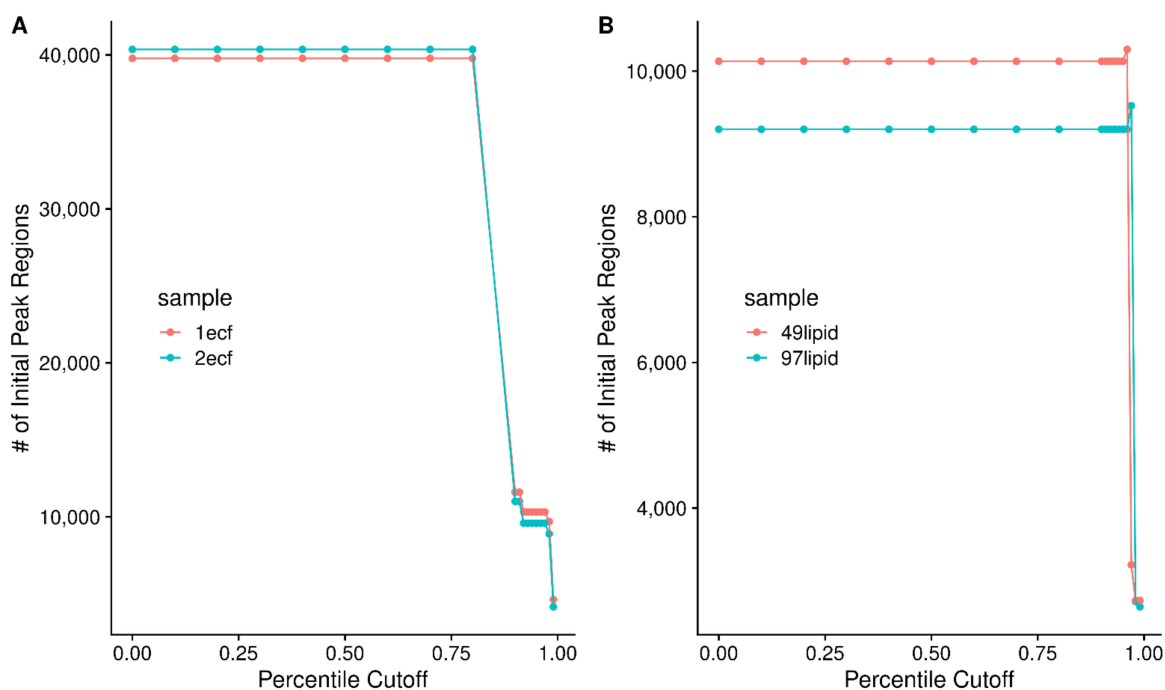 A
40,000
30,000
20,000
10,000
# of Initial Peak Regions
sample
1ecf
2ecf
0.00 0.25 0.50 0.75 1.00
Percentile Cutoff
B
10,000
8,000
6,000
4,000
# of Initial Peak Regions
sample
49lipid
97lipid
0.00 0.25 0.50 0.75 1.00
Percentile Cutoff